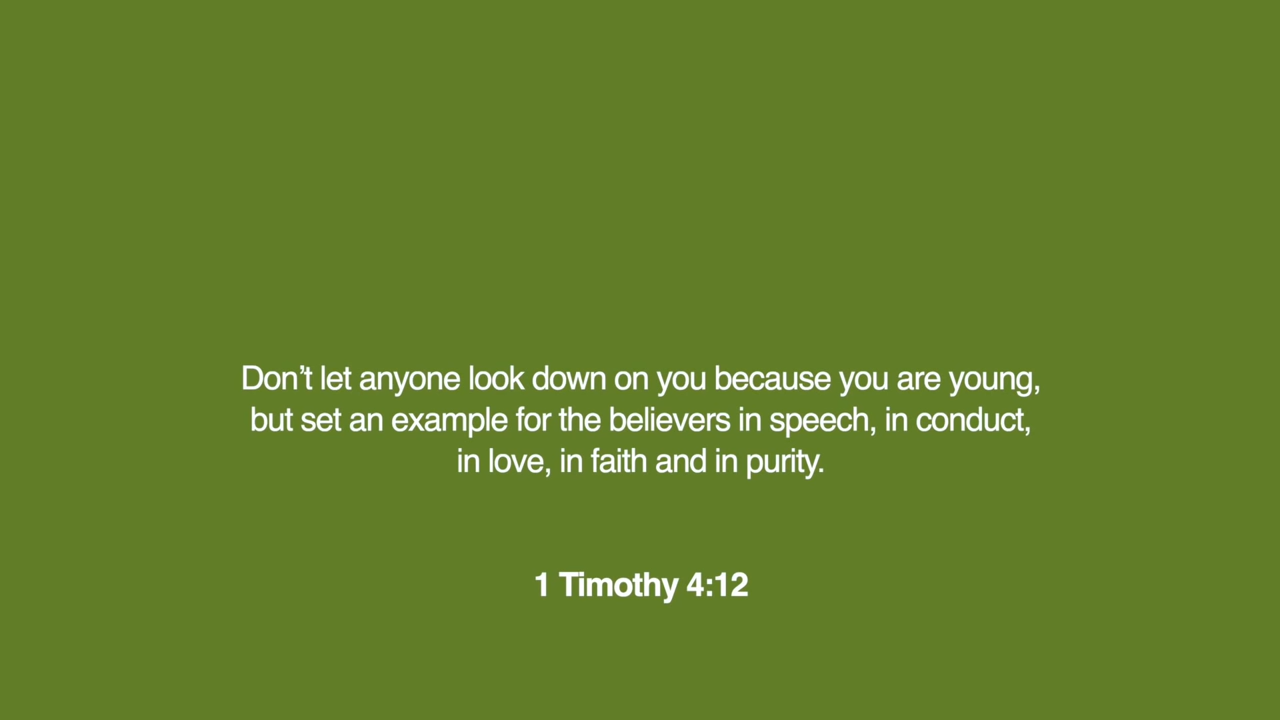 Don’t let anyone look down on you because you are young,
but set an example for the believers in speech, in conduct,
in love, in faith and in purity.
1 Timothy 4:12